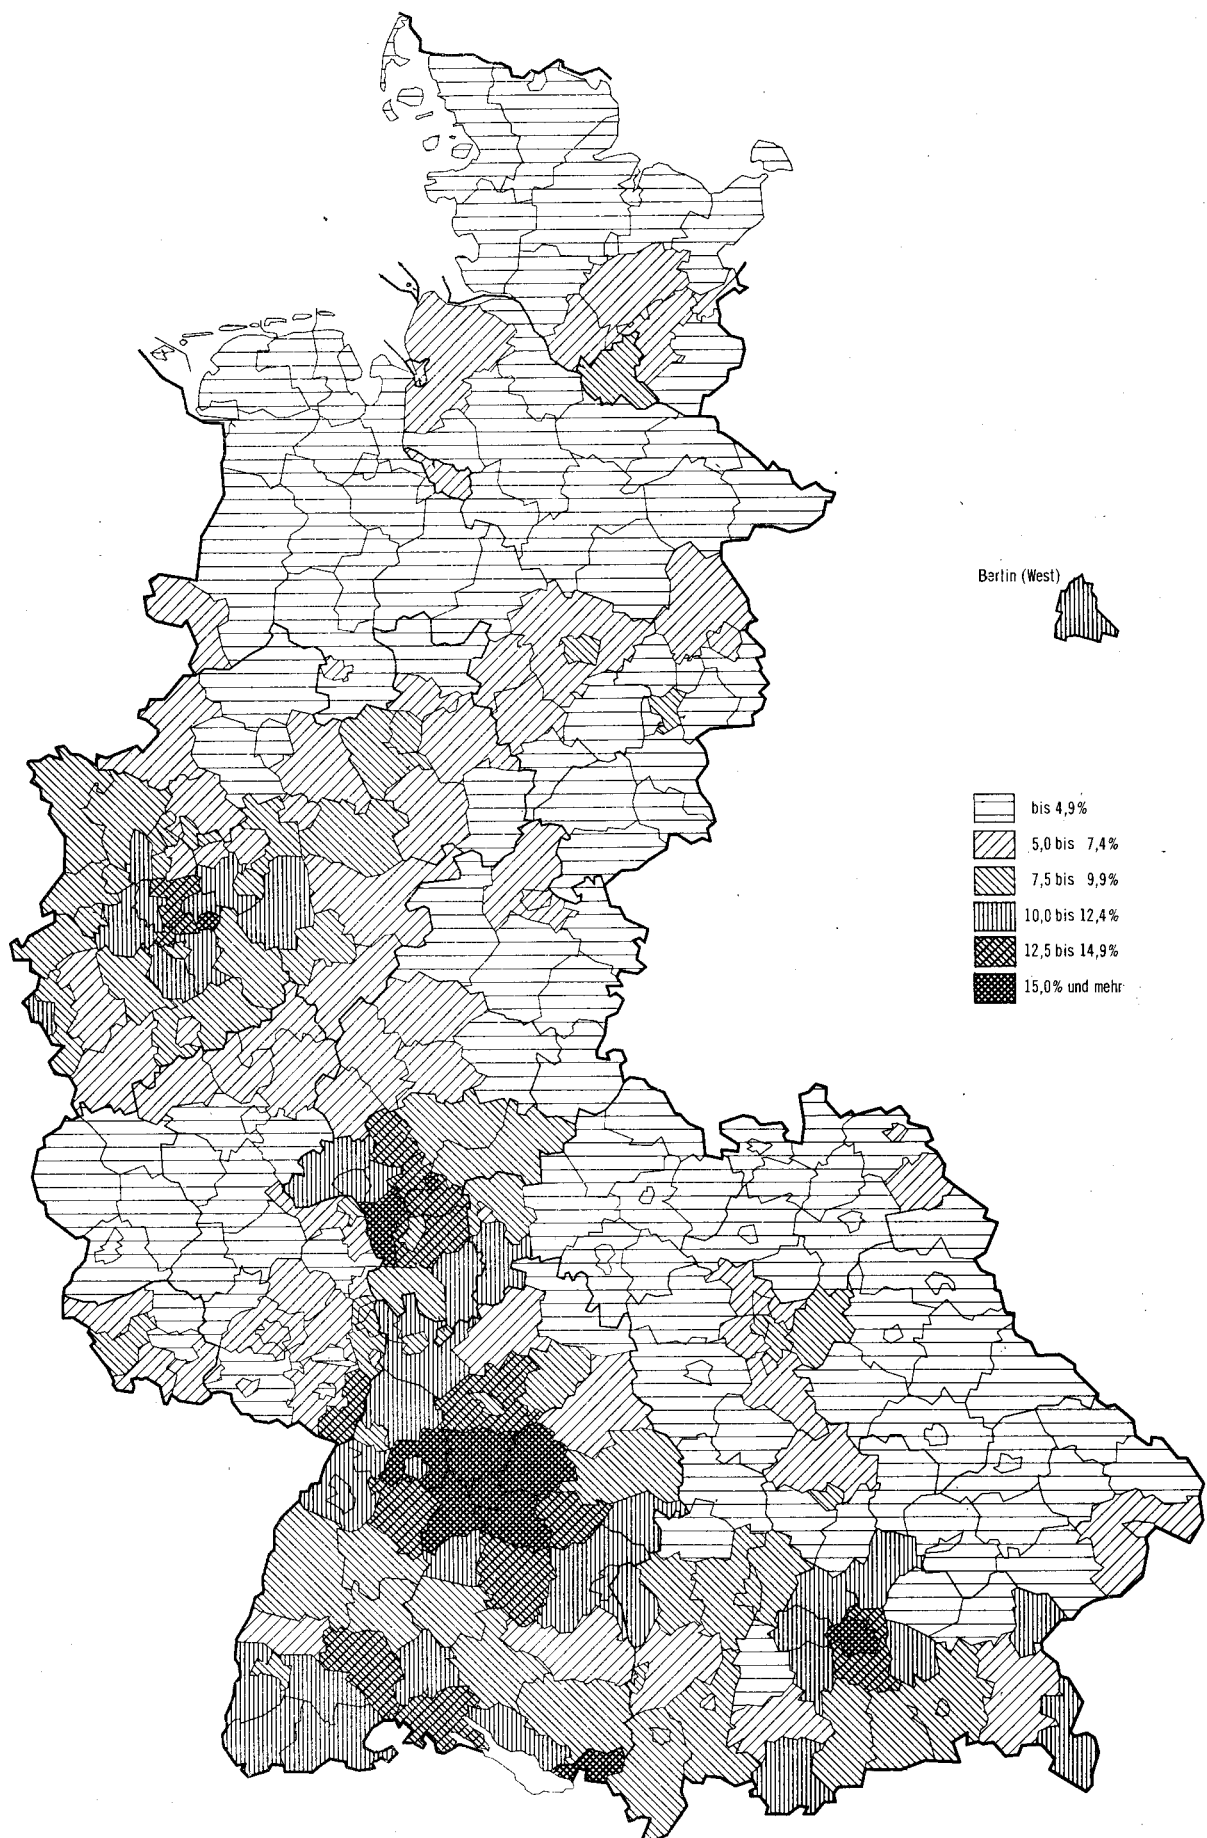 Berlin (West)
bis 4,9%
5,0 bis 7,4%
7,5 bis 9,9%
10,0 bis 12,4%
12,5 bis 14,9%
15,0% und mehr